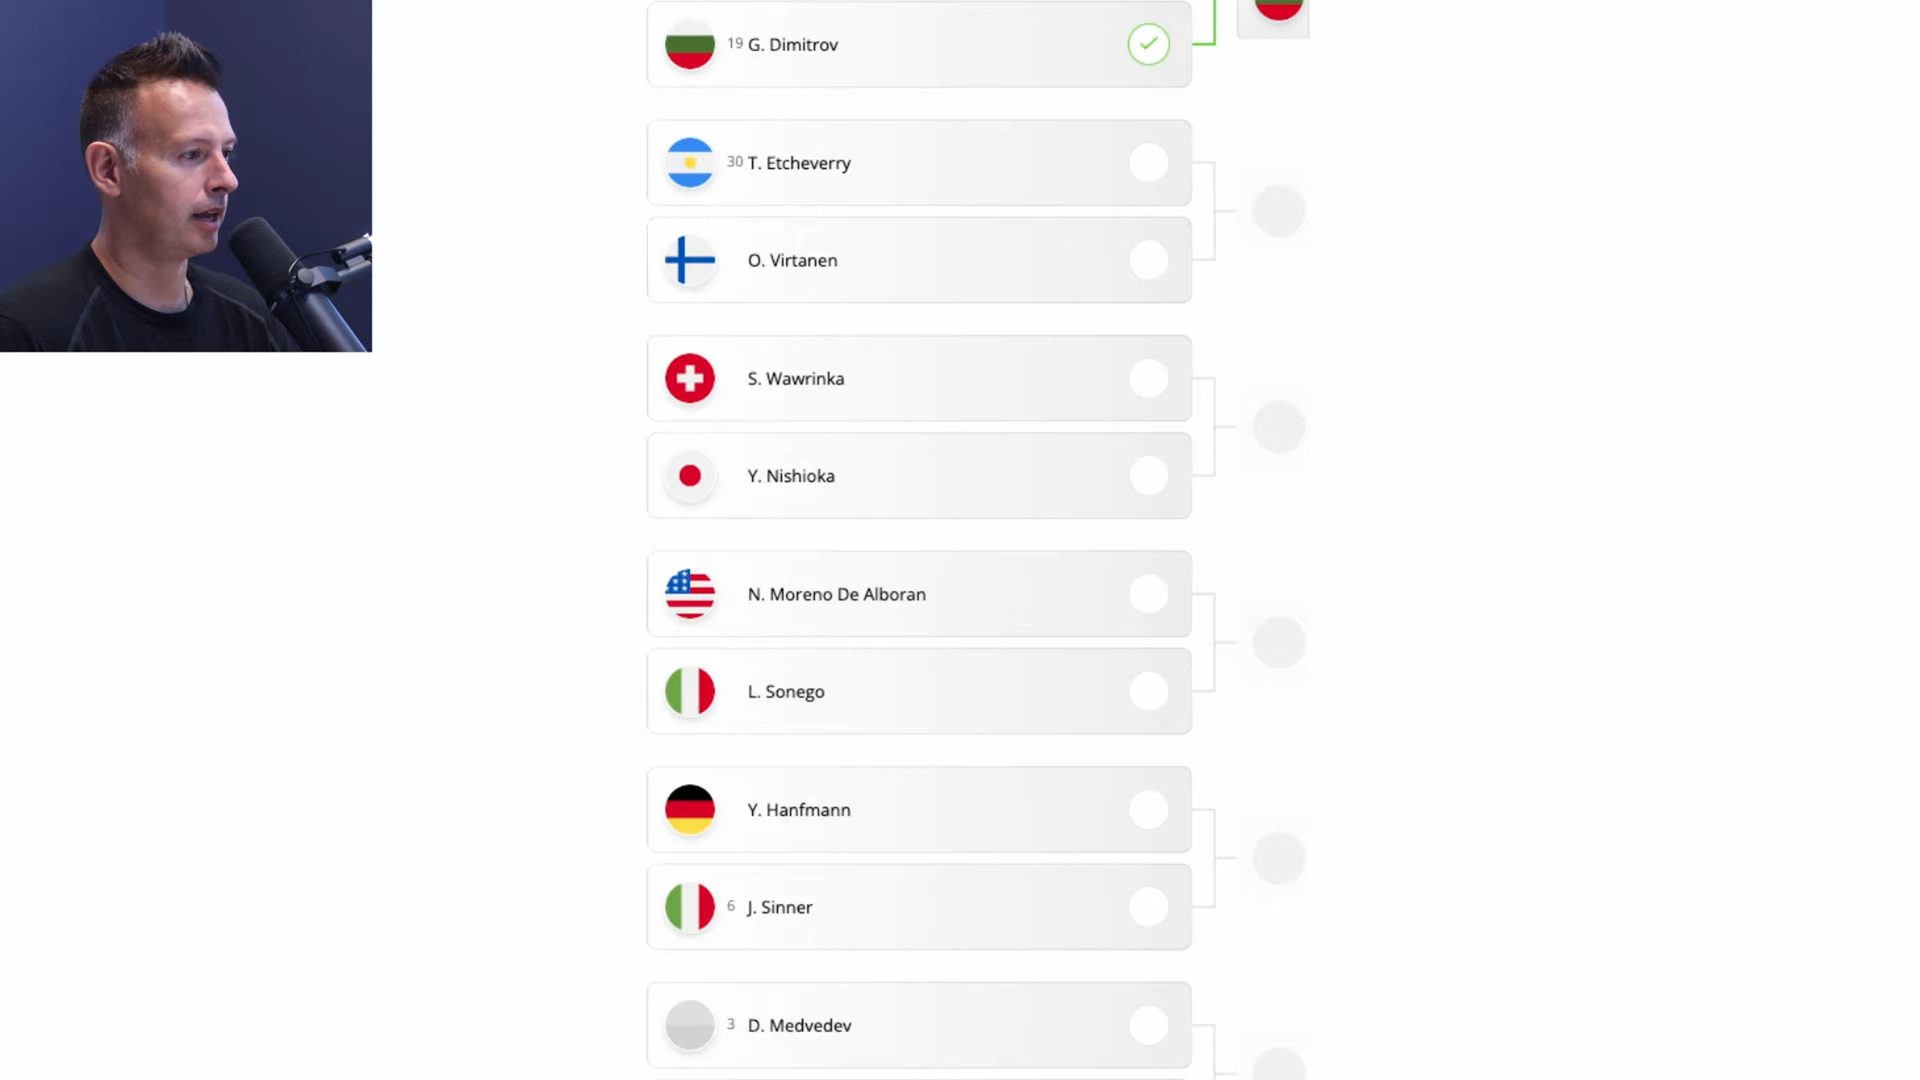 19 G. Dimitrov
30 T. Etcheverry
O. Virtanen
S. Wawrinka
Y. Nishioka
N. Moreno De Alboran
L. Sonego
Y. Hanfmann
6 J. Sinner
3 D. Medvedev